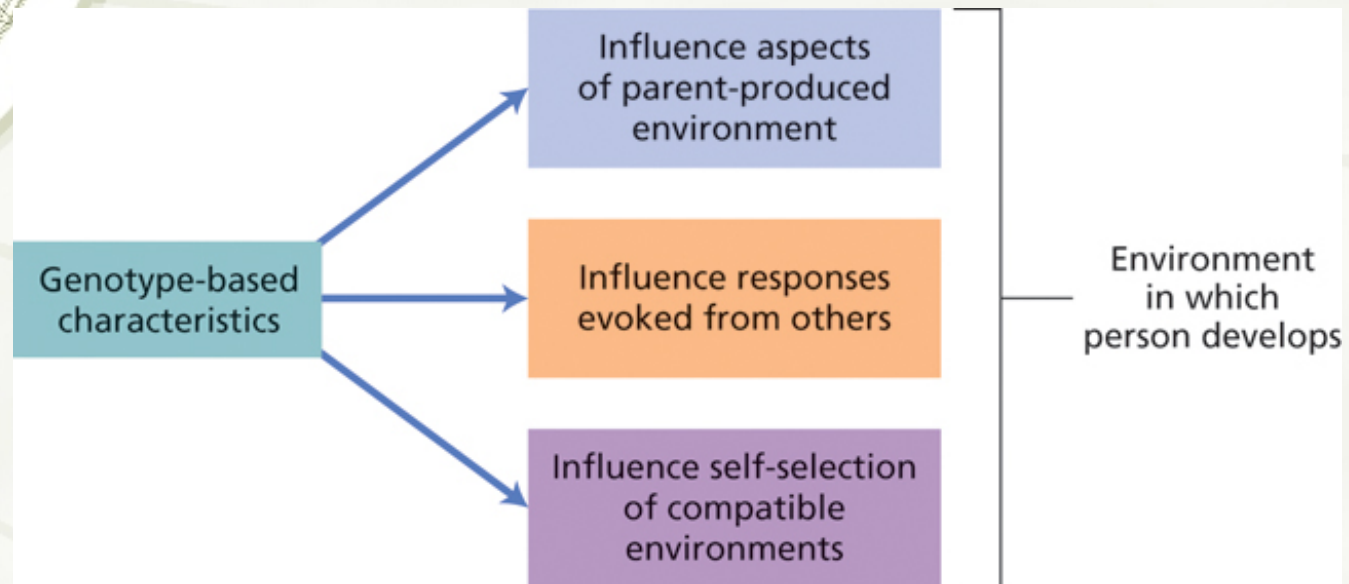 Influence aspects
of parent-produced
environment
Genotype-based
characteristics
Influence responses
evoked from others
Environment
in which
person develops
Influence self-selection
of compatible
environments